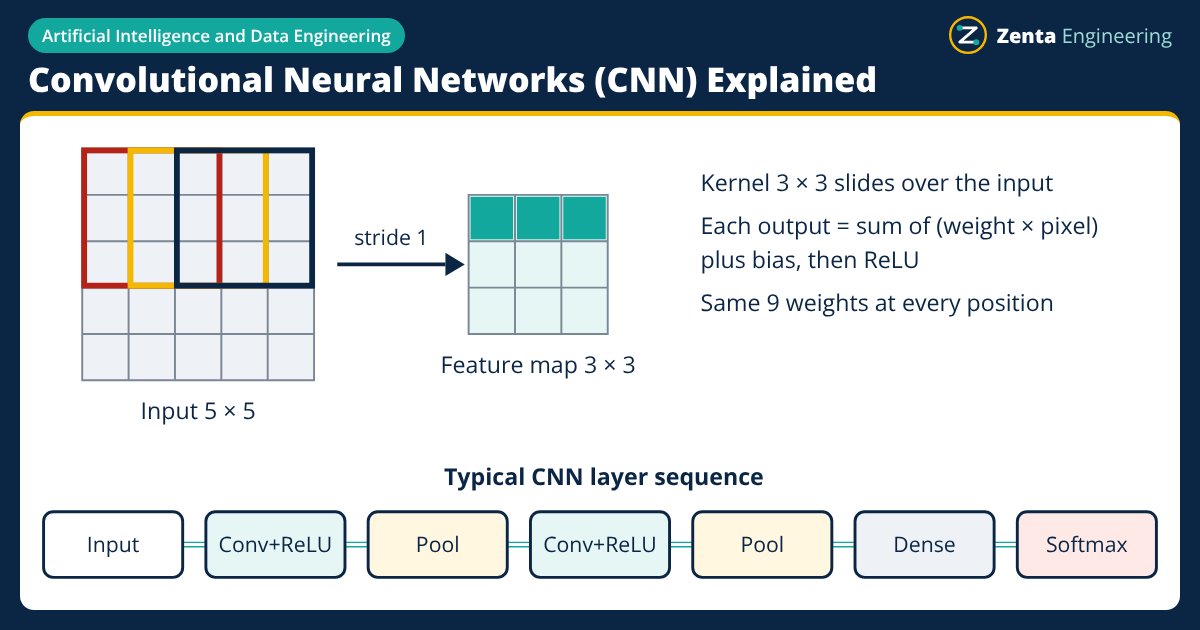 Artificial Intelligence and Data Engineering
Zenta Engineering
Convolutional Neural Networks (CNN) Explained
stride 1
Input 5 × 5
Feature map 3 × 3
Kernel 3 × 3 slides over the input
Each output = sum of (weight × pixel)
plus bias, then ReLU
Same 9 weights at every position
Typical CNN layer sequence
Input
Conv+ReLU
Pool
Conv+ReLU
Pool
Dense
Softmax